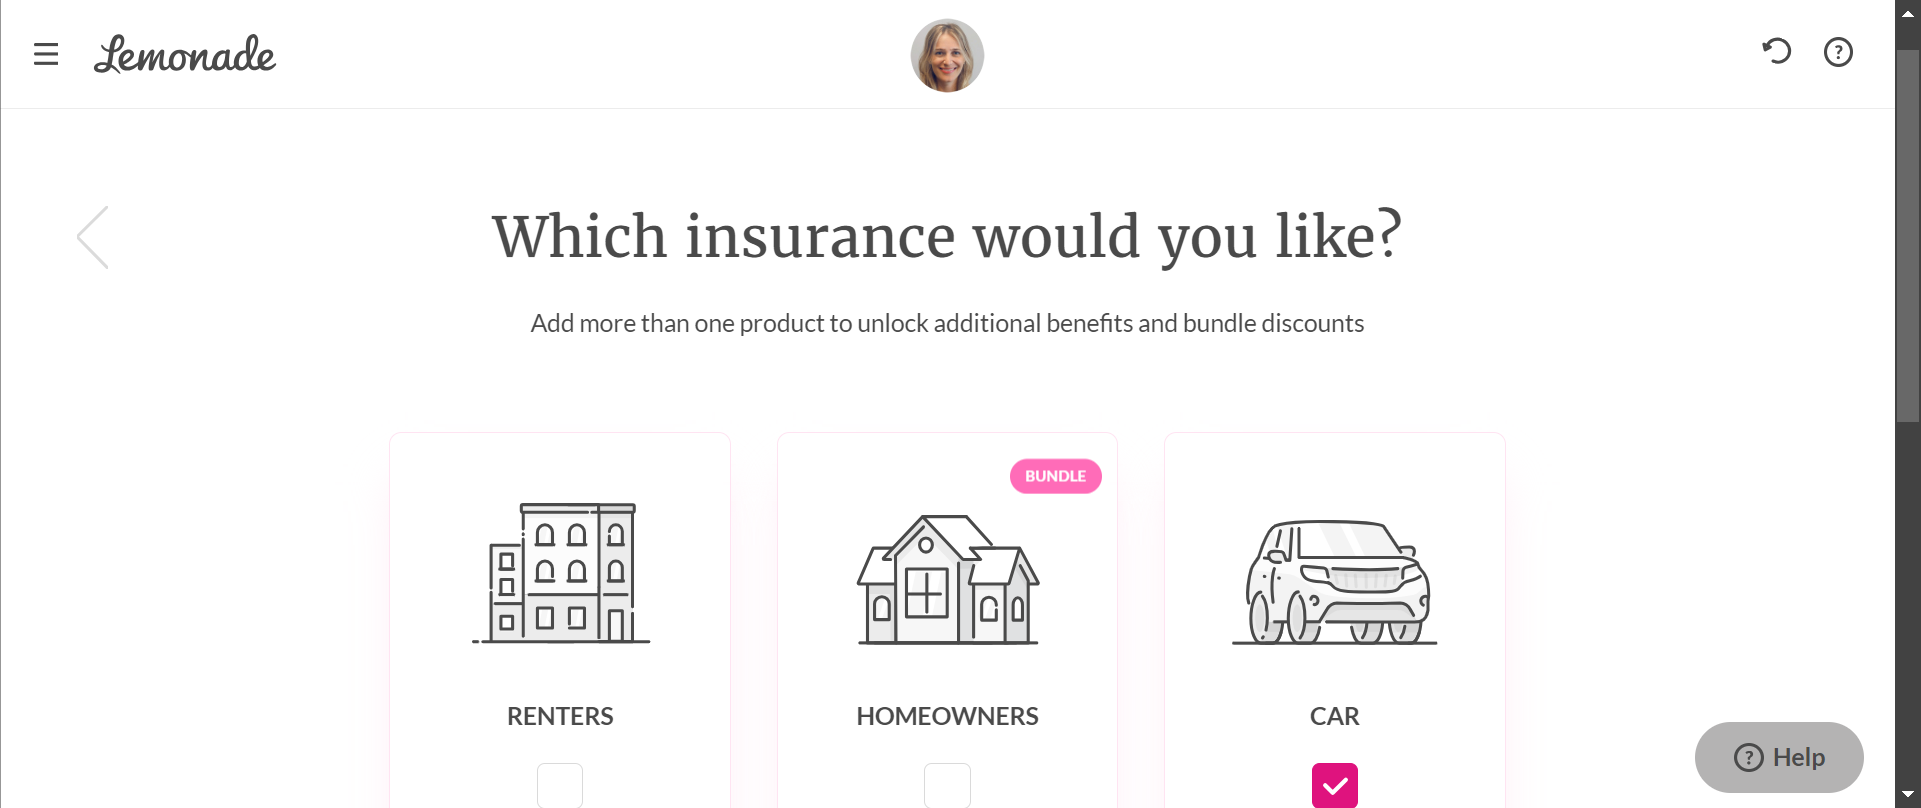 Lemonade
Which insurance would you like?
Add more than one product to unlock additional benefits and bundle discounts
BUNDLE
RENTERS
HOMEOWNERS
CAR
? Help